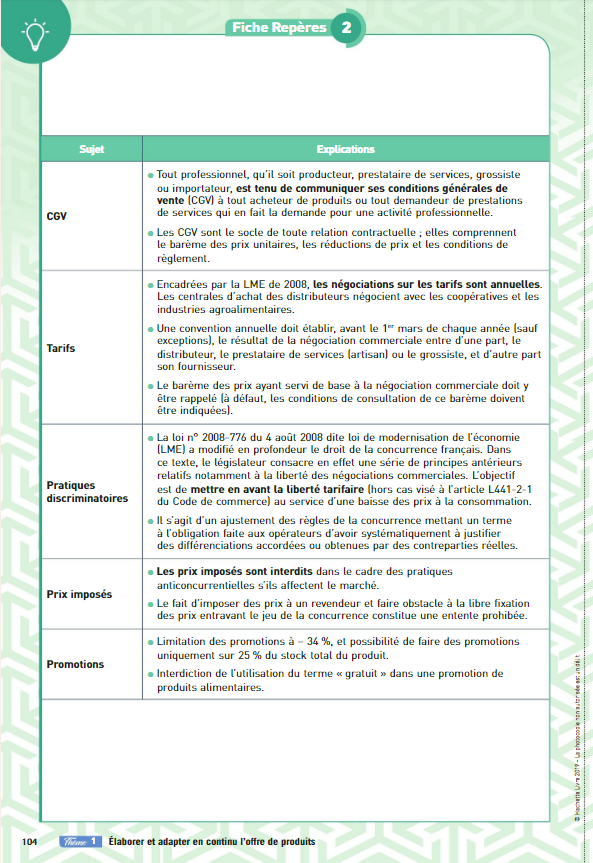 Fiche Repères 2
Sujet
Explications
CGV
● Tout professionnel, qu'il soit producteur, prestataire de services, grossiste
ou importateur, est tenu de communiquer ses conditions générales de
vente (CGV) à tout acheteur de produits ou tout demandeur de prestations
de services qui en fait la demande pour une activité professionnelle.
● Les CGV sont le socle de toute relation contractuelle ; elles comprennent
le barème des prix unitaires, les réductions de prix et les conditions de
règlement.
Tarifs
● Encadrées par la LME de 2008, les négociations sur les tarifs sont annuelles.
Les centrales d'achat des distributeurs négocient avec les coopératives et les
industries agroalimentaires.
● Une convention annuelle doit établir, avant le 1er mars de chaque année (sauf
exceptions), le résultat de la négociation commerciale entre d'une part, le
distributeur, le prestataire de services (artisan) ou le grossiste, et d'autre part
son fournisseur.
● Le barème des prix ayant servi de base à la négociation commerciale doit y
être rappelé (à défaut, les conditions de consultation de ce barème doivent
être indiquées).
Pratiques
discriminatoires
● La loi n° 2008-776 du 4 août 2008 dite loi de modernisation de l'économie
(LME) a modifié en profondeur le droit de la concurrence français. Dans
ce texte, le législateur consacre en effet une série de principes antérieurs
relatifs notamment à la liberté des négociations commerciales. L'objectif
est de mettre en avant la liberté tarifaire (hors cas visé à l'article L441-2-1
du Code de commerce) au service d'une baisse des prix à la consommation.
● Il s'agit d'un ajustement des règles de la concurrence mettant un terme
à l'obligation faite aux opérateurs d'avoir systématiquement à justifier
des différenciations accordées ou obtenues par des contreparties réelles.
Prix imposés
● Les prix imposés sont interdits dans le cadre des pratiques
anticoncurrentielles s'ils affectent le marché.
● Le fait d'imposer des prix à un revendeur et faire obstacle à la libre fixation
des prix entravant le jeu de la concurrence constitue une entente prohibée.
Promotions
● Limitation des promotions à – 34 %, et possibilité de faire des promotions
uniquement sur 25 % du stock total du produit.
● Interdiction de l'utilisation du terme « gratuit » dans une promotion de
produits alimentaires.
© Hachette Livre 2019 – La photocopie non autorisée est un délit
104 Thème 1 Élaborer et adapter en continu l'offre de produits